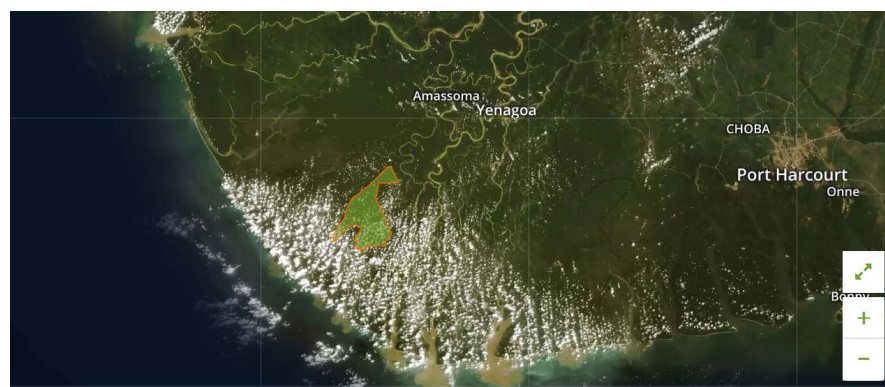 Amassoma
Yenagoa
CHOBA
Port Harcourt
Onne
Bonny